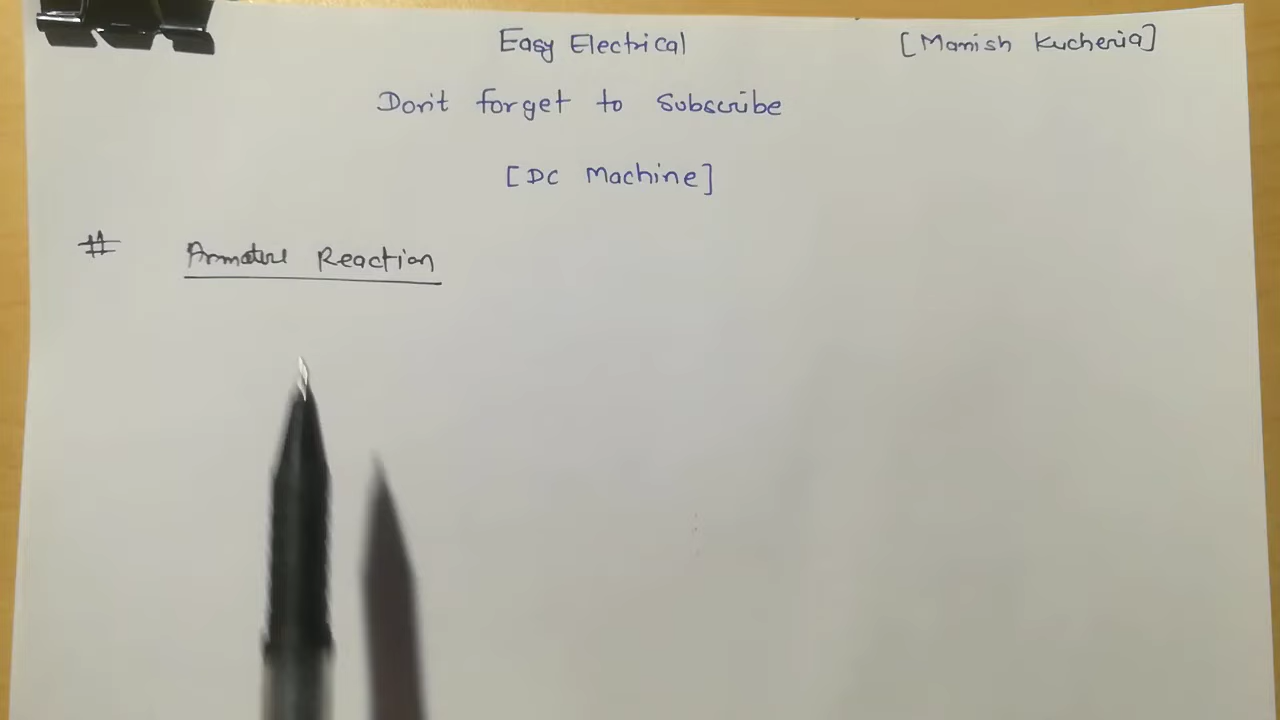 Easy Electrical [Manish Kucheria]
Don't forget to Subscribe
[DC Machine]
# Armature Reaction